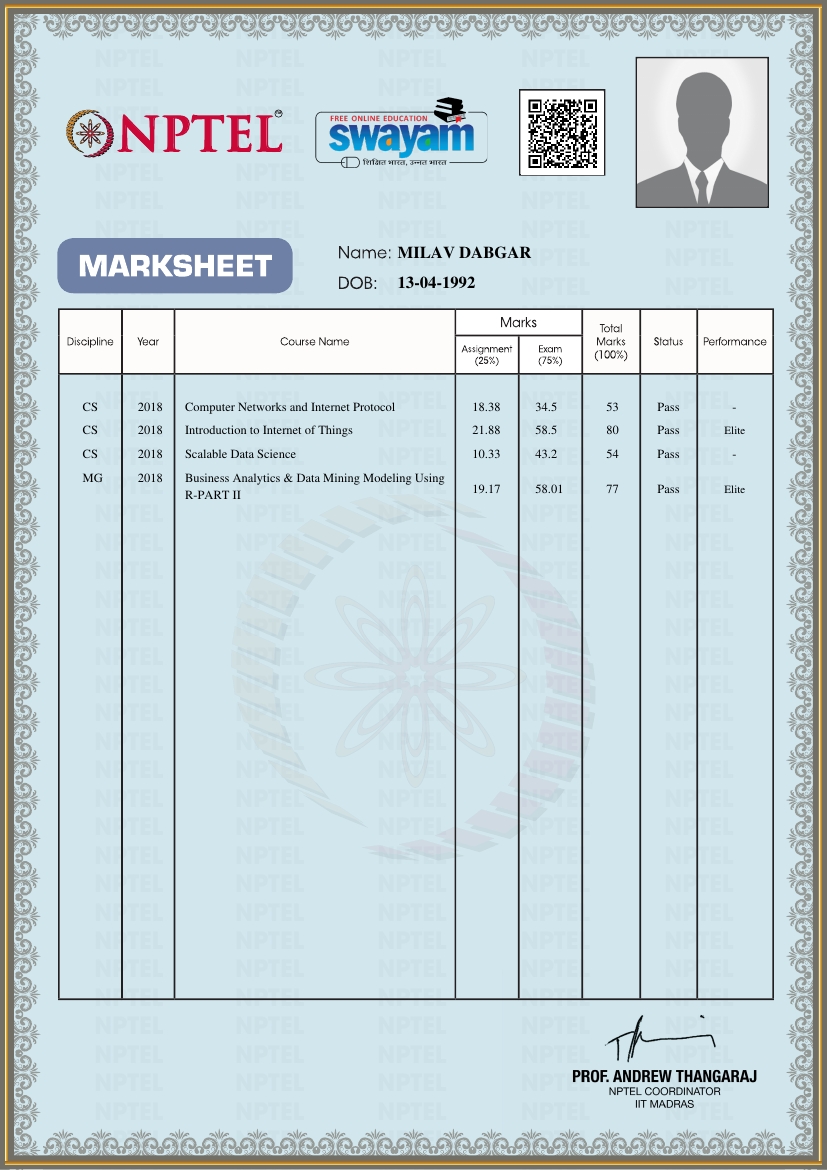 NPTEL
FREE ONLINE EDUCATION
swayam
शिक्षित भारत, उन्नत भारत
MARKSHEET
Name: MILAV DABGAR
DOB: 13-04-1992
Discipline Year Course Name Marks Assignment (25%) Exam (75%) Total Marks (100%) Status Performance
CS 2018 Computer Networks and Internet Protocol 18.38 34.5 53 Pass -
CS 2018 Introduction to Internet of Things 21.88 58.5 80 Pass Elite
CS 2018 Scalable Data Science 10.33 43.2 54 Pass -
MG 2018 Business Analytics & Data Mining Modeling Using
R-PART II 19.17 58.01 77 Pass Elite
PROF. ANDREW THANGARAJ
NPTEL COORDINATOR
IIT MADRAS